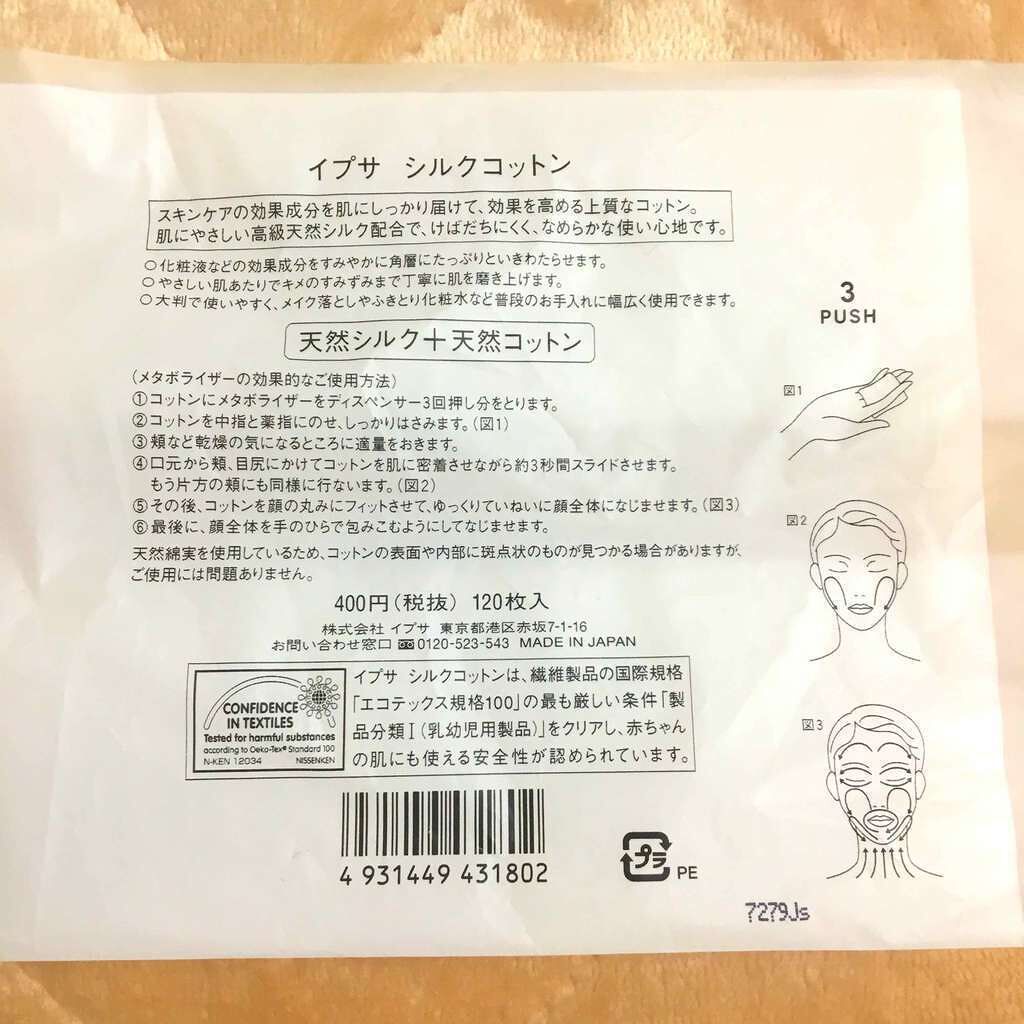 イプサ シルクコットン
スキンケアの効果成分を肌にしっかり届けて、効果を高める上質なコットン。
肌にやさしい高級天然シルク配合で、けばだちにくく、なめらかな使い心地です。
○化粧液などの効果成分をすみやかに角層にたっぷりといきわたらせます。
○やさしい肌あたりでキメのすみずみまで丁寧に肌を磨き上げます。
○大判で使いやすく、メイク落としやふきとり化粧水など普段のお手入れに幅広く使用できます。
天然シルク＋天然コットン
（メタボライザーの効果的なご使用方法）
①コットンにメタボライザーをディスペンサー3回押し分をとります。
②コットンを中指と薬指にのせ、しっかりはさみます。（図1）
③頬など乾燥の気になるところに適量をおきます。
④口元から頬、目尻にかけてコットンを肌に密着させながら約3秒間スライドさせます。
もう片方の頬にも同様に行ないます。（図2）
⑤その後、コットンを顔の丸みにフィットさせて、ゆっくりていねいに顔全体になじませます。（図3）
⑥最後に、顔全体を手のひらで包みこむようにしてなじませます。
天然綿実を使用しているため、コットンの表面や内部に斑点状のものが見つかる場合がありますが、
ご使用には問題ありません。
400円（税抜） 120枚入
株式会社 イプサ 東京都港区赤坂7-1-16
お問い合わせ窓口 0120-523-543 MADE IN JAPAN
CONFIDENCE
IN TEXTILES
Tested for harmful substances
according to Oeko-Tex® Standard 100
N-KEN 12034 NISSENKEN
イプサ シルクコットンは、繊維製品の国際規格
「エコテックス規格100」の最も厳しい条件「製
品分類Ⅰ（乳幼児用製品）」をクリアし、赤ちゃん
の肌にも使える安全性が認められています。
4 931449 431802
プラ
PE
3
PUSH
図1
図2
図3
7279Js